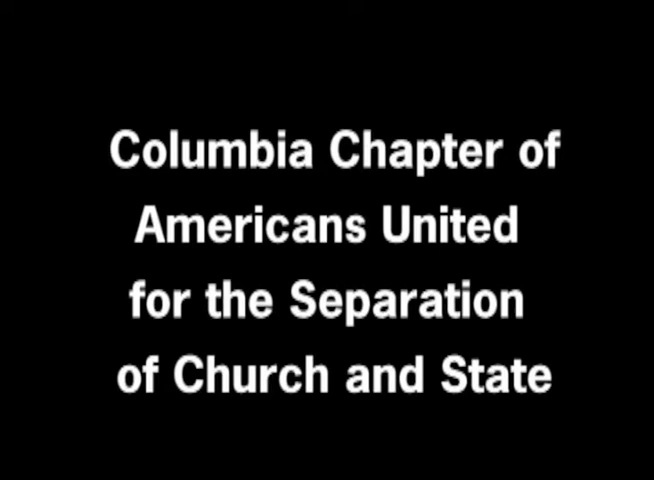 Columbia Chapter of
Americans United
for the Separation
of Church and State